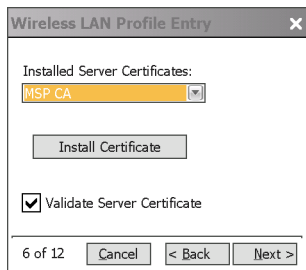 Wireless LAN Profile Entry
Installed Server Certificates:
MSP CA
Install Certificate
Validate Server Certificate
6 of 12 Cancel < Back Next >